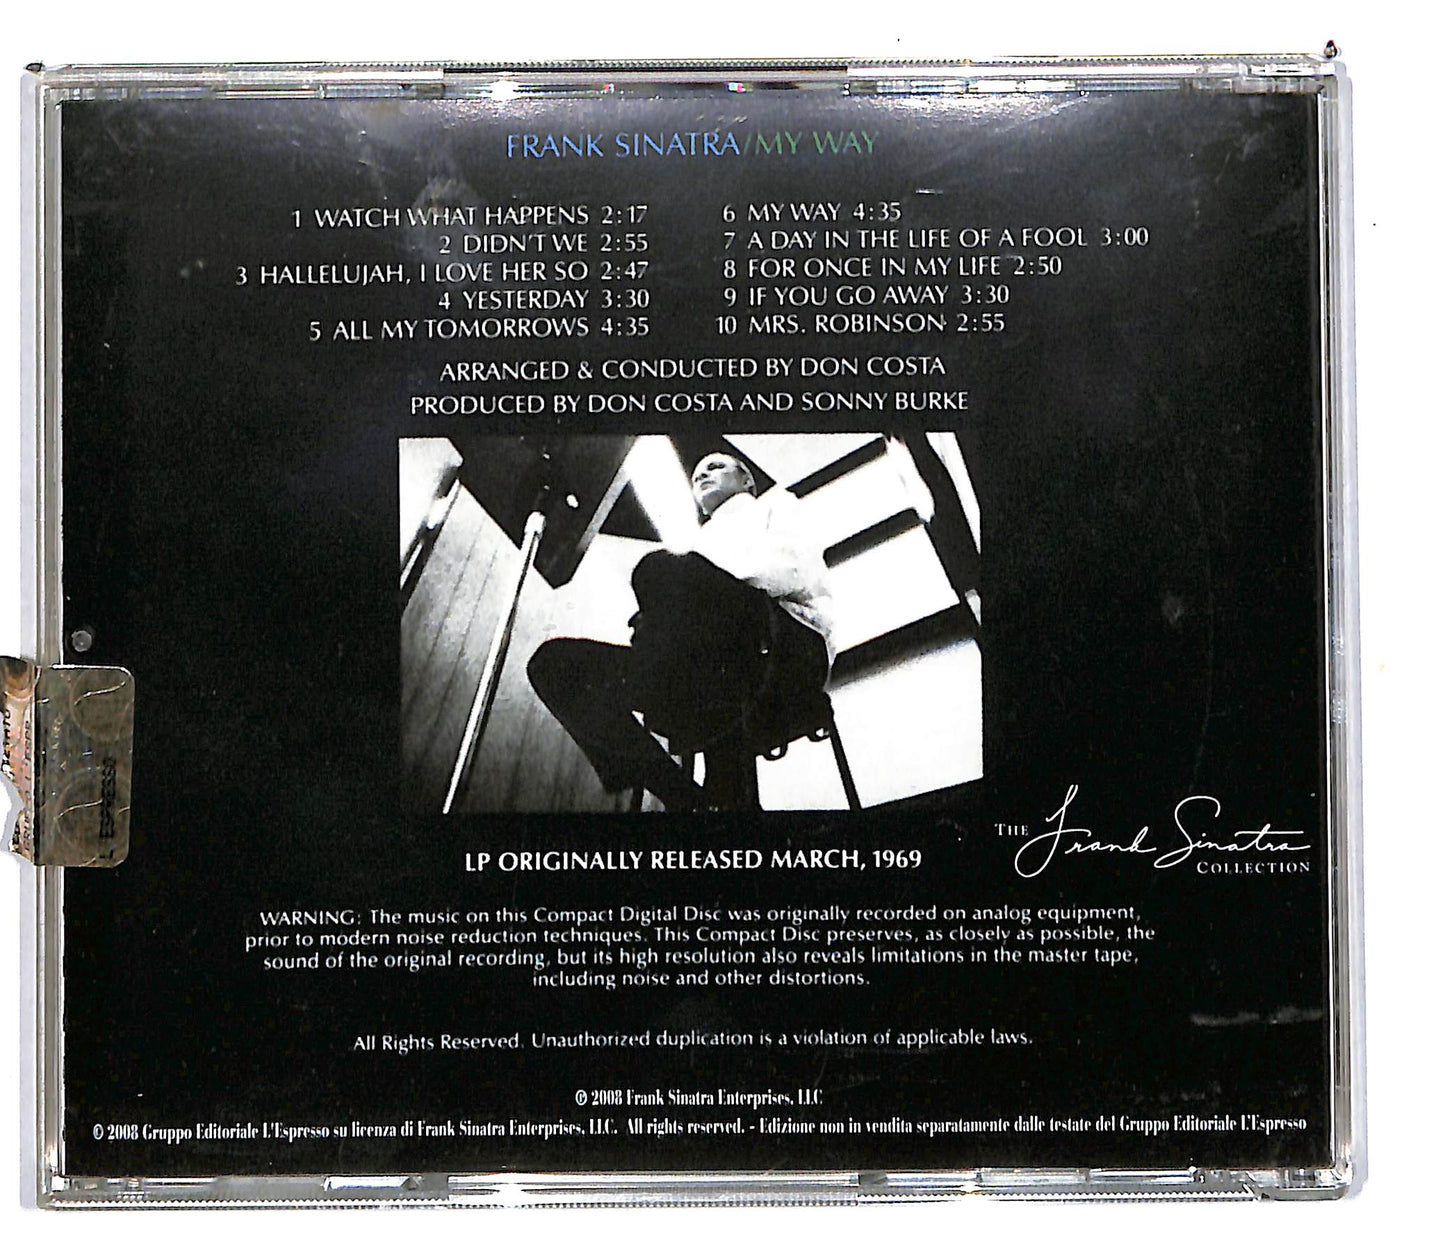 FRANK SINATRA/MY WAY
1 WATCH WHAT HAPPENS 2:17
2 DIDN'T WE 2:55
3 HALLELUJAH, I LOVE HER SO 2:47
4 YESTERDAY 3:30
5 ALL MY TOMORROWS 4:35
6 MY WAY 4:35
7 A DAY IN THE LIFE OF A FOOL 3:00
8 FOR ONCE IN MY LIFE 2:50
9 IF YOU GO AWAY 3:30
10 MRS. ROBINSON 2:55
ARRANGED & CONDUCTED BY DON COSTA
PRODUCED BY DON COSTA AND SONNY BURKE
THE Frank Sinatra
COLLECTION
LP ORIGINALLY RELEASED MARCH, 1969
WARNING: The music on this Compact Digital Disc was originally recorded on analog equipment,
prior to modern noise reduction techniques. This Compact Disc preserves, as closely as possible, the
sound of the original recording, but its high resolution also reveals limitations in the master tape,
including noise and other distortions.
All Rights Reserved. Unauthorized duplication is a violation of applicable laws.
℗ 2008 Frank Sinatra Enterprises, LLC
© 2008 Gruppo Editoriale L'Espresso su licenza di Frank Sinatra Enterprises, LLC. All rights reserved. - Edizione non in vendita separatamente dalle testate del Gruppo Editoriale L'Espresso
L'ESPRESSO